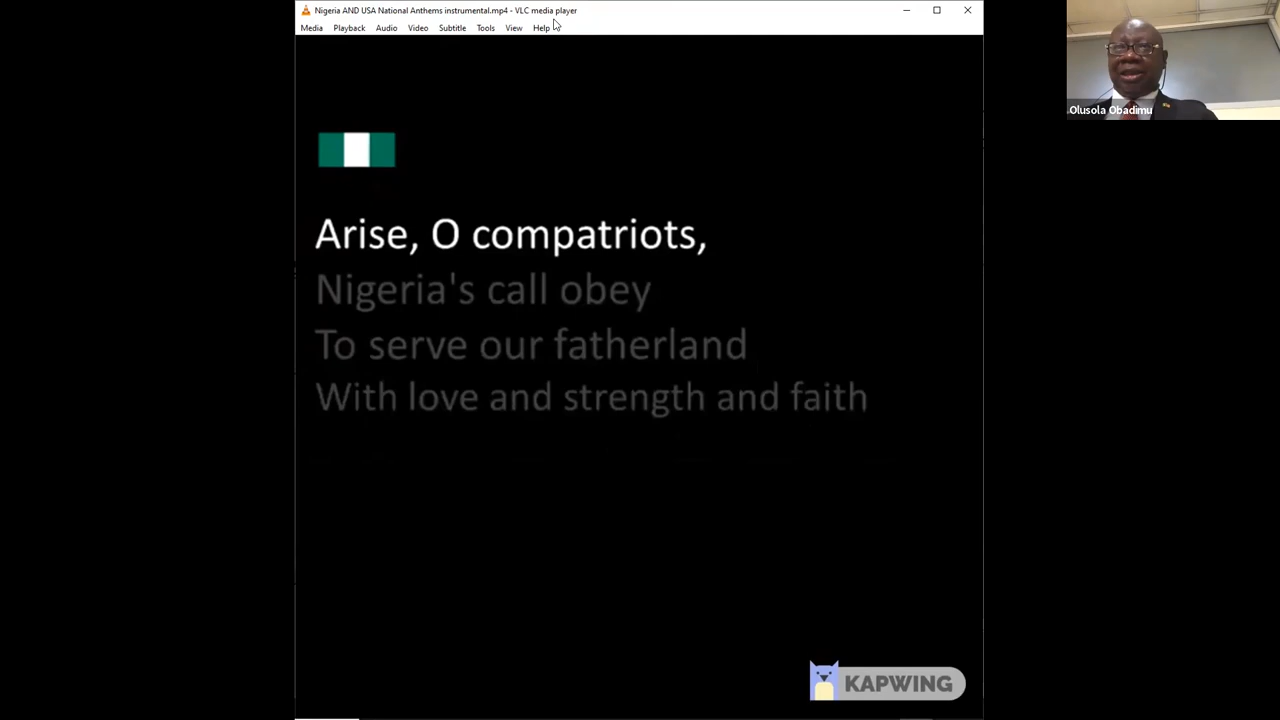 Nigeria AND USA National Anthems instrumental.mp4 - VLC media player
Media Playback Audio Video Subtitle Tools View Help
Olusola Obadimu
Arise, O compatriots,
Nigeria's call obey
To serve our fatherland
With love and strength and faith
KAPWING